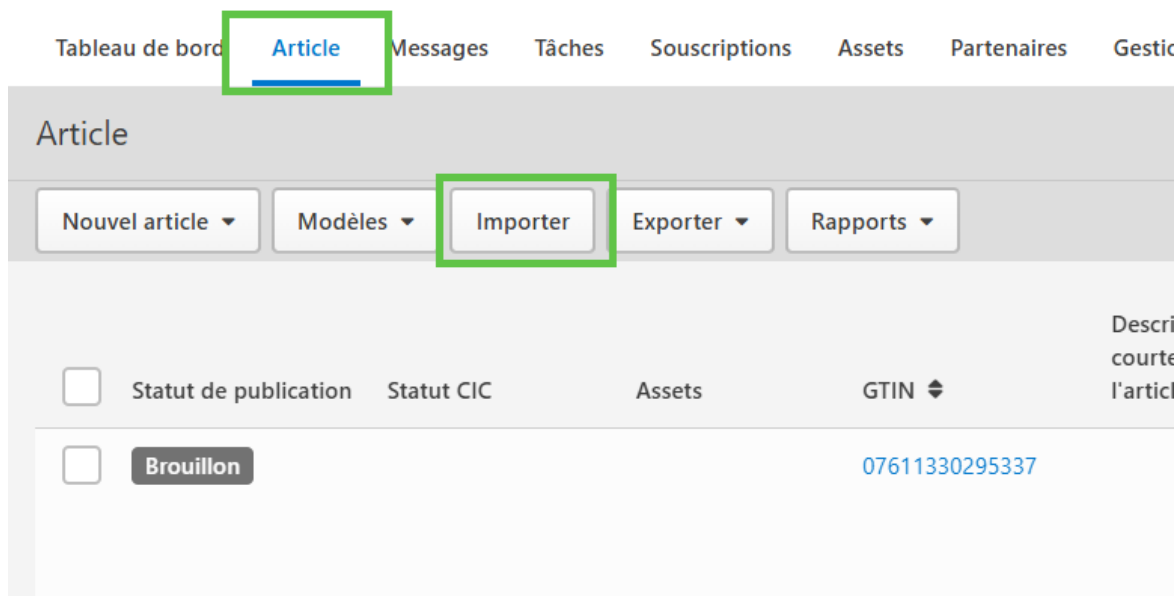 Tableau de bord Article Messages Tâches Souscriptions Assets Partenaires
Article
Nouvel article Modèles Importer Exporter Rapports
courte
Statut de publication Statut CIC Assets GTIN
Brouillon 07611330295337